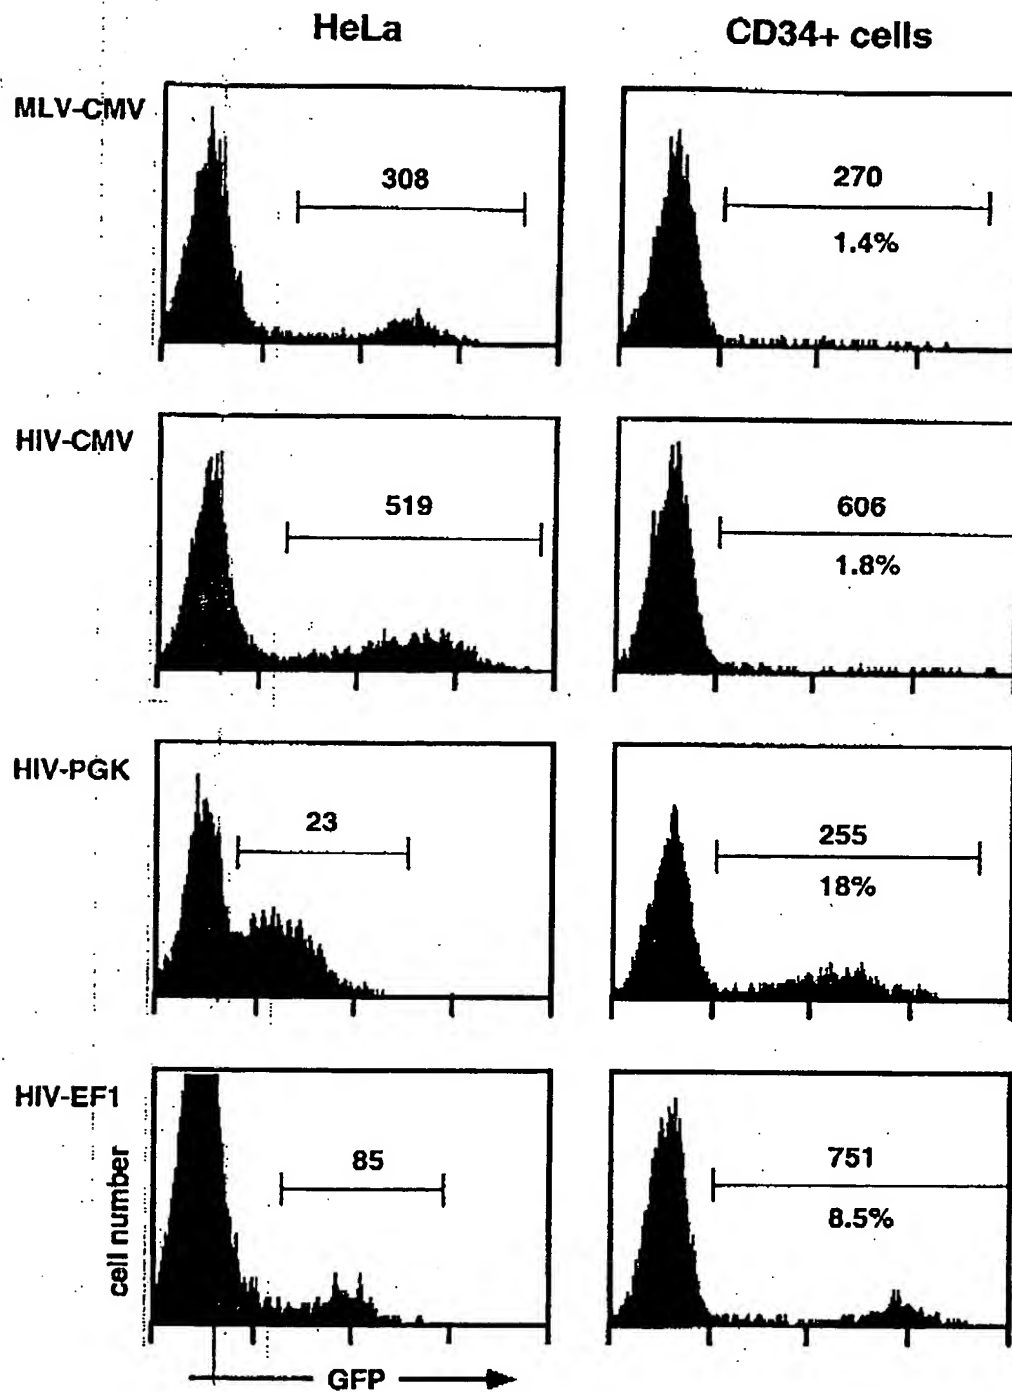 HeLa
CD34+ cells
MLV-CMV
308
270
1.4%
HIV-CMV
519
606
1.8%
HIV-PGK
23
255
18%
HIV-EF1
85
751
8.5%
cell number
GFP